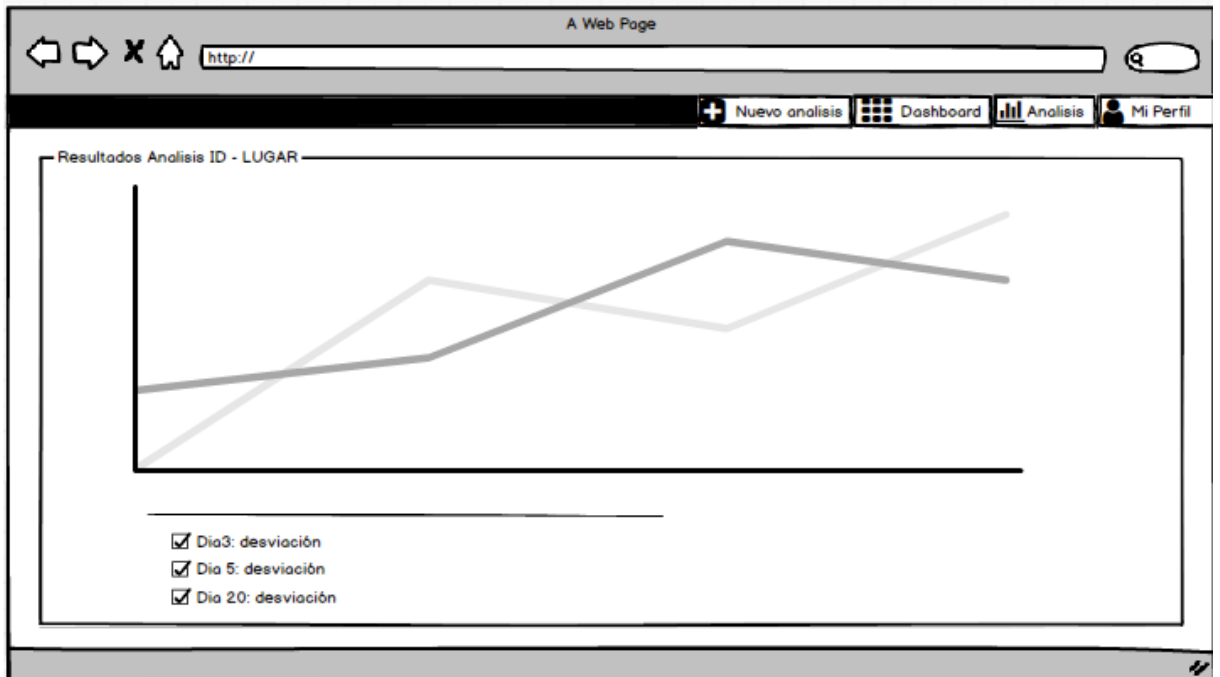 A Web Page
http://
Nuevo analisis Dashboard Analisis Mi Perfil
Resultados Analisis ID - LUGAR
Dia3: desviación
Dia 5: desviación
Dia 20: desviación